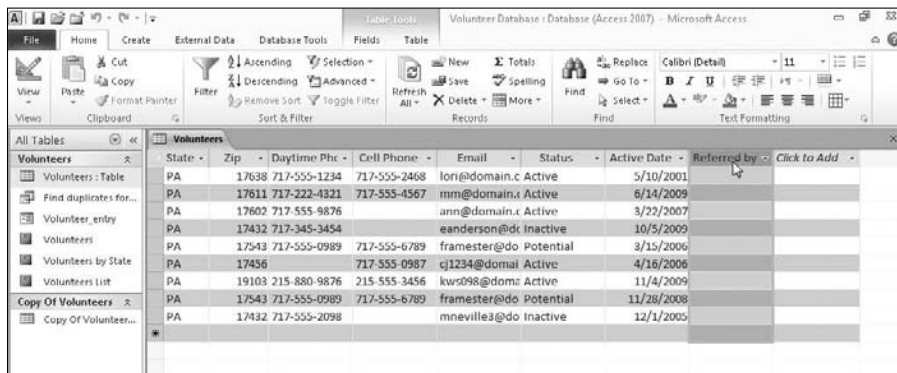 Table Tools Volunteer Database : Database (Access 2007) - Microsoft Access
File Home Create External Data Database Tools Fields Table
View Paste Cut Copy Format Painter Filter Ascending Descending Remove Sort Selection Advanced Toggle Filter Refresh All New Save Delete Totals Spelling More Find Replace Go To Select Calibri (Detail) 11 B I U A
Views Clipboard Sort & Filter Records Find Text Formatting
All Tables Volunteers
Volunteers State Zip Daytime Phc Cell Phone Email Status Active Date Referred by Click to Add
Volunteers : Table PA 17638 717-555-1234 717-555-2468 lori@domain.c Active 5/10/2001
Find duplicates for... PA 17611 717-222-4321 717-555-4567 mm@domain.c Active 6/14/2009
Volunteer_entry PA 17602 717-555-9876 ann@domain.c Active 3/22/2007
Volunteers PA 17432 717-345-3454 eanderson@dc Inactive 10/5/2009
Volunteers by State PA 17543 717-555-0989 717-555-6789 framester@do Potential 3/15/2006
Volunteers List PA 17456 717-555-0987 cj1234@domai Active 4/16/2006
PA 19103 215-880-9876 215-555-3456 kws098@doma Active 11/4/2009
Copy Of Volunteers PA 17543 717-555-0989 717-555-6789 framester@do Potential 11/28/2008
Copy Of Volunteer... PA 17432 717-555-2098 mneville3@do Inactive 12/1/2005